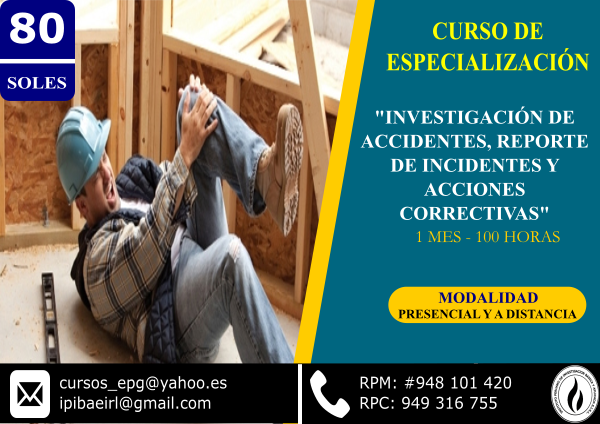 80
SOLES
CURSO DE
ESPECIALIZACIÓN
"INVESTIGACIÓN DE
ACCIDENTES, REPORTE
DE INCIDENTES Y
ACCIONES
CORRECTIVAS"
1 MES - 100 HORAS
MODALIDAD
PRESENCIAL Y A DISTANCIA
cursos_epg@yahoo.es
ipibaeirl@gmail.com
RPM: #948 101 420
RPC: 949 316 755